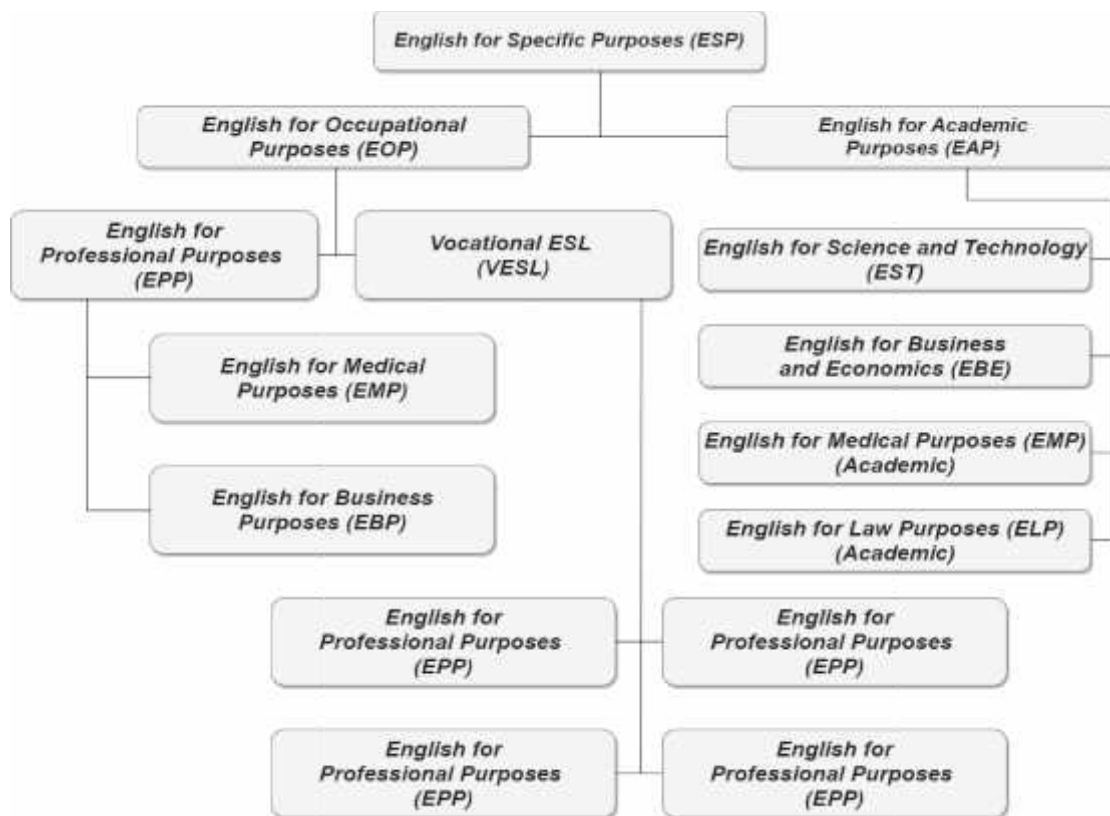 English for Specific Purposes (ESP)
English for Occupational
Purposes (EOP)
English for Academic
Purposes (EAP)
English for
Professional Purposes
(EPP)
Vocational ESL
(VESL)
English for Science and Technology
(EST)
English for Medical
Purposes (EMP)
English for Business
and Economics (EBE)
English for Medical Purposes (EMP)
(Academic)
English for Business
Purposes (EBP)
English for Law Purposes (ELP)
(Academic)
English for
Professional Purposes
(EPP)
English for
Professional Purposes
(EPP)
English for
Professional Purposes
(EPP)
English for
Professional Purposes
(EPP)